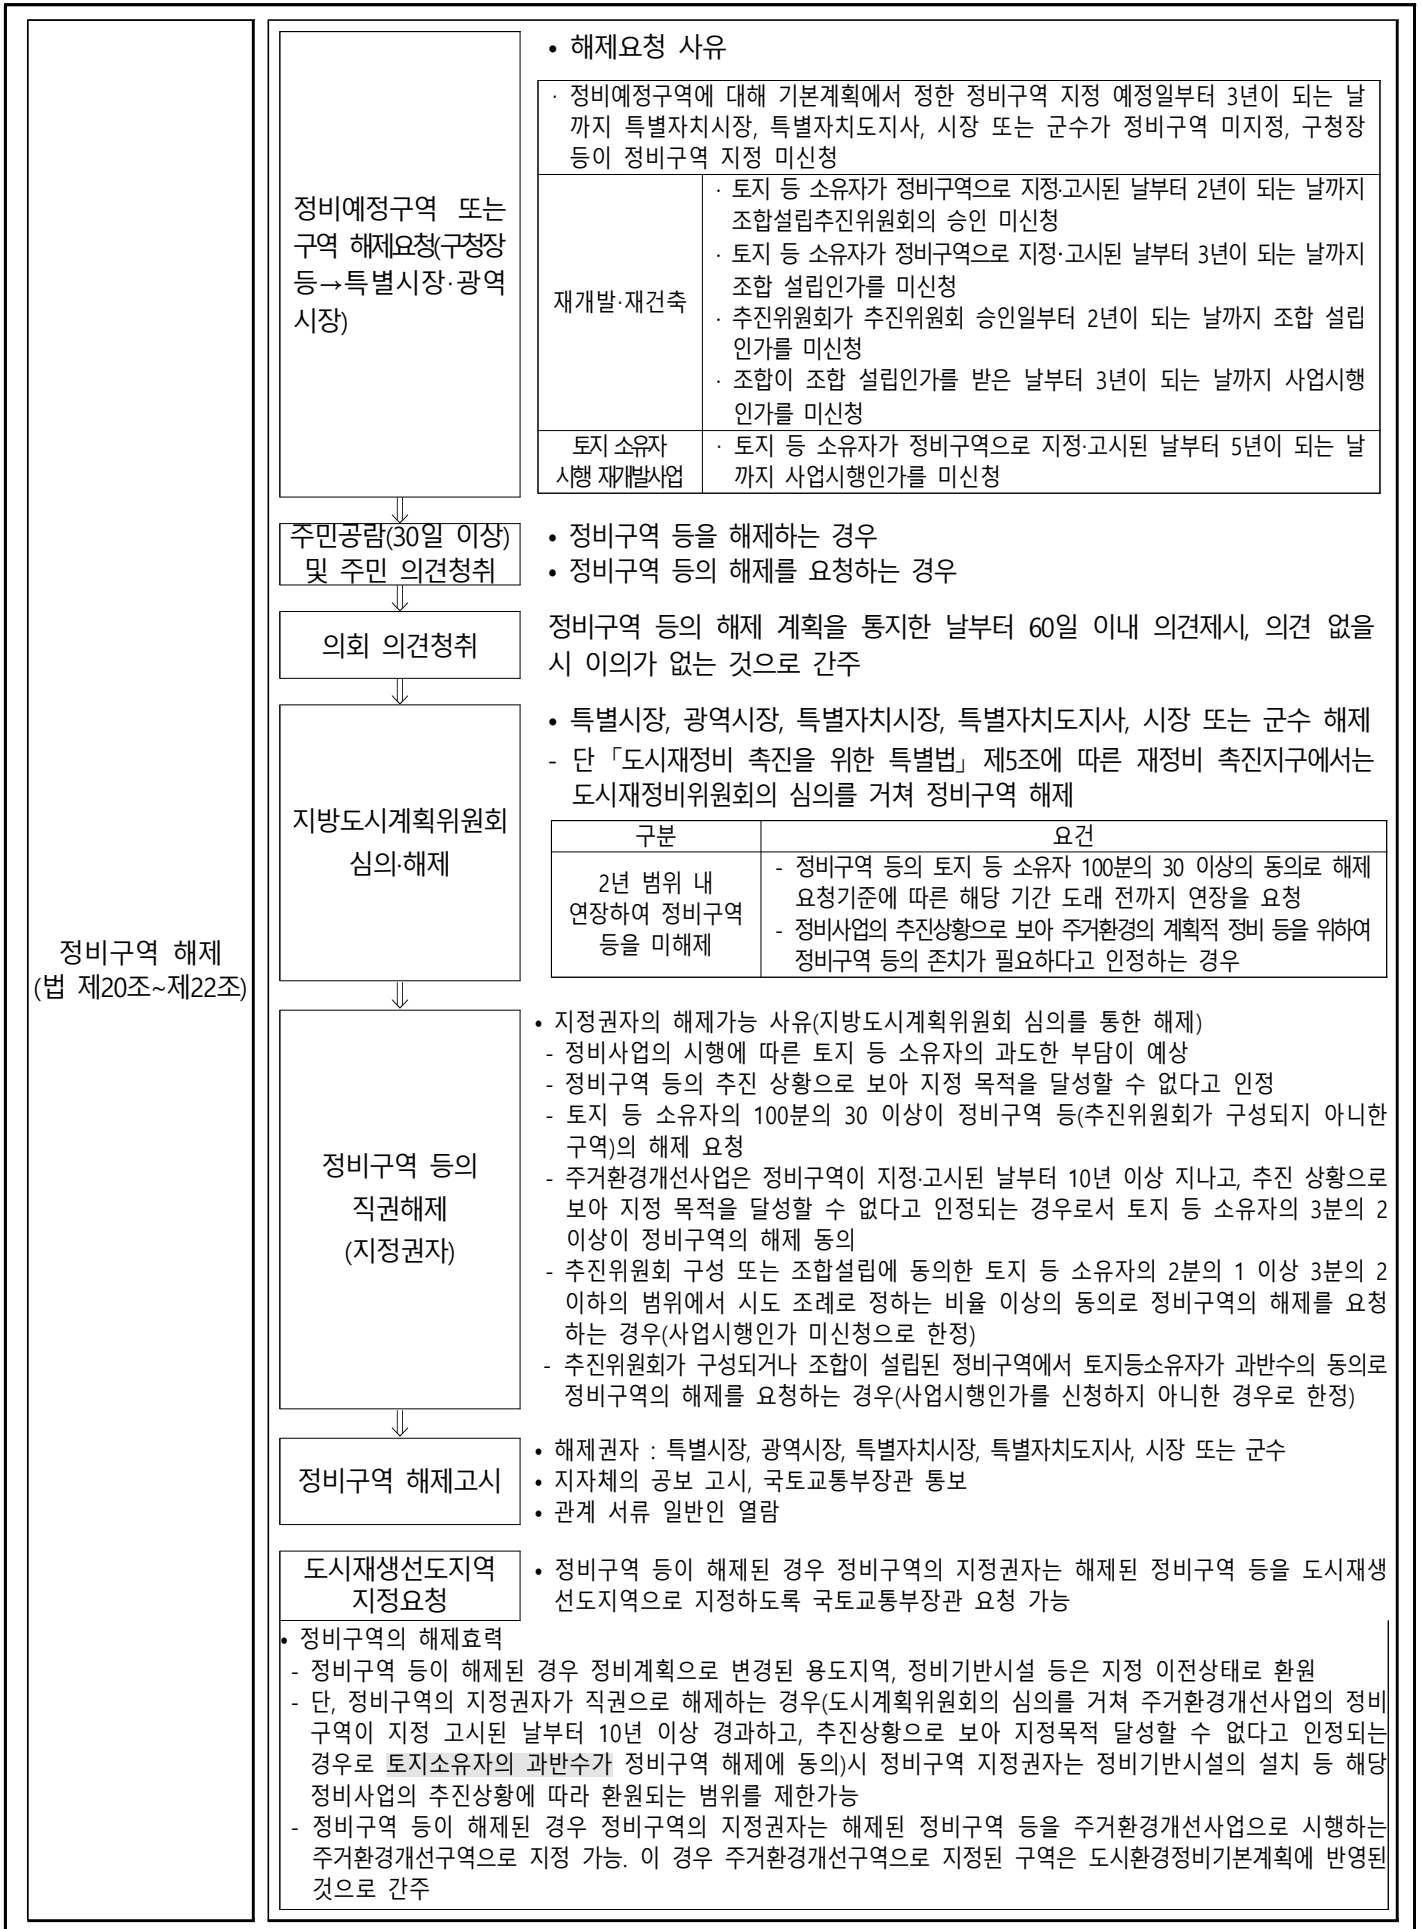 정비구역 해제
(법 제20조~제22조)
정비예정구역 또는
구역 해제요청(구청장
등→특별시장·광역
시장)
• 해제요청 사유
· 정비예정구역에 대해 기본계획에서 정한 정비구역 지정 예정일부터 3년이 되는 날
까지 특별자치시장, 특별자치도지사, 시장 또는 군수가 정비구역 미지정, 구청장
등이 정비구역 지정 미신청
재개발·재건축
· 토지 등 소유자가 정비구역으로 지정·고시된 날부터 2년이 되는 날까지
조합설립추진위원회의 승인 미신청
· 토지 등 소유자가 정비구역으로 지정·고시된 날부터 3년이 되는 날까지
조합 설립인가를 미신청
· 추진위원회가 추진위원회 승인일부터 2년이 되는 날까지 조합 설립
인가를 미신청
· 조합이 조합 설립인가를 받은 날부터 3년이 되는 날까지 사업시행
인가를 미신청
토지 소유자
시행 재개발사업
· 토지 등 소유자가 정비구역으로 지정·고시된 날부터 5년이 되는 날
까지 사업시행인가를 미신청
⇓
주민공람(30일 이상)
및 주민 의견청취
• 정비구역 등을 해제하는 경우
• 정비구역 등의 해제를 요청하는 경우
⇓
의회 의견청취
정비구역 등의 해제 계획을 통지한 날부터 60일 이내 의견제시, 의견 없을
시 이의가 없는 것으로 간주
⇓
지방도시계획위원회
심의·해제
• 특별시장, 광역시장, 특별자치시장, 특별자치도지사, 시장 또는 군수 해제
- 단「도시재정비 촉진을 위한 특별법」제5조에 따른 재정비 촉진지구에서는
도시재정비위원회의 심의를 거쳐 정비구역 해제
구분 요건
2년 범위 내
연장하여 정비구역
등을 미해제
- 정비구역 등의 토지 등 소유자 100분의 30 이상의 동의로 해제
요청기준에 따른 해당 기간 도래 전까지 연장을 요청
- 정비사업의 추진상황으로 보아 주거환경의 계획적 정비 등을 위하여
정비구역 등의 존치가 필요하다고 인정하는 경우
⇓
정비구역 등의
직권해제
(지정권자)
• 지정권자의 해제가능 사유(지방도시계획위원회 심의를 통한 해제)
- 정비사업의 시행에 따른 토지 등 소유자의 과도한 부담이 예상
- 정비구역 등의 추진 상황으로 보아 지정 목적을 달성할 수 없다고 인정
- 토지 등 소유자의 100분의 30 이상이 정비구역 등(추진위원회가 구성되지 아니한
구역)의 해제 요청
- 주거환경개선사업은 정비구역이 지정·고시된 날부터 10년 이상 지나고, 추진 상황으로
보아 지정 목적을 달성할 수 없다고 인정되는 경우로서 토지 등 소유자의 3분의 2
이상이 정비구역의 해제 동의
- 추진위원회 구성 또는 조합설립에 동의한 토지 등 소유자의 2분의 1 이상 3분의 2
이하의 범위에서 시도 조례로 정하는 비율 이상의 동의로 정비구역의 해제를 요청
하는 경우(사업시행인가 미신청으로 한정)
- 추진위원회가 구성되거나 조합이 설립된 정비구역에서 토지등소유자가 과반수의 동의로
정비구역의 해제를 요청하는 경우(사업시행인가를 신청하지 아니한 경우로 한정)
⇓
정비구역 해제고시
• 해제권자 : 특별시장, 광역시장, 특별자치시장, 특별자치도지사, 시장 또는 군수
• 지자체의 공보 고시, 국토교통부장관 통보
• 관계 서류 일반인 열람
도시재생선도지역
지정요청
• 정비구역 등이 해제된 경우 정비구역의 지정권자는 해제된 정비구역 등을 도시재생
선도지역으로 지정하도록 국토교통부장관 요청 가능
• 정비구역의 해제효력
- 정비구역 등이 해제된 경우 정비계획으로 변경된 용도지역, 정비기반시설 등은 지정 이전상태로 환원
- 단, 정비구역의 지정권자가 직권으로 해제하는 경우(도시계획위원회의 심의를 거쳐 주거환경개선사업의 정비
구역이 지정 고시된 날부터 10년 이상 경과하고, 추진상황으로 보아 지정목적 달성할 수 없다고 인정되는
경우로 토지소유자의 과반수가 정비구역 해제에 동의)시 정비구역 지정권자는 정비기반시설의 설치 등 해당
정비사업의 추진상황에 따라 환원되는 범위를 제한가능
- 정비구역 등이 해제된 경우 정비구역의 지정권자는 해제된 정비구역 등을 주거환경개선사업으로 시행하는
주거환경개선구역으로 지정 가능. 이 경우 주거환경개선구역으로 지정된 구역은 도시환경정비기본계획에 반영된
것으로 간주